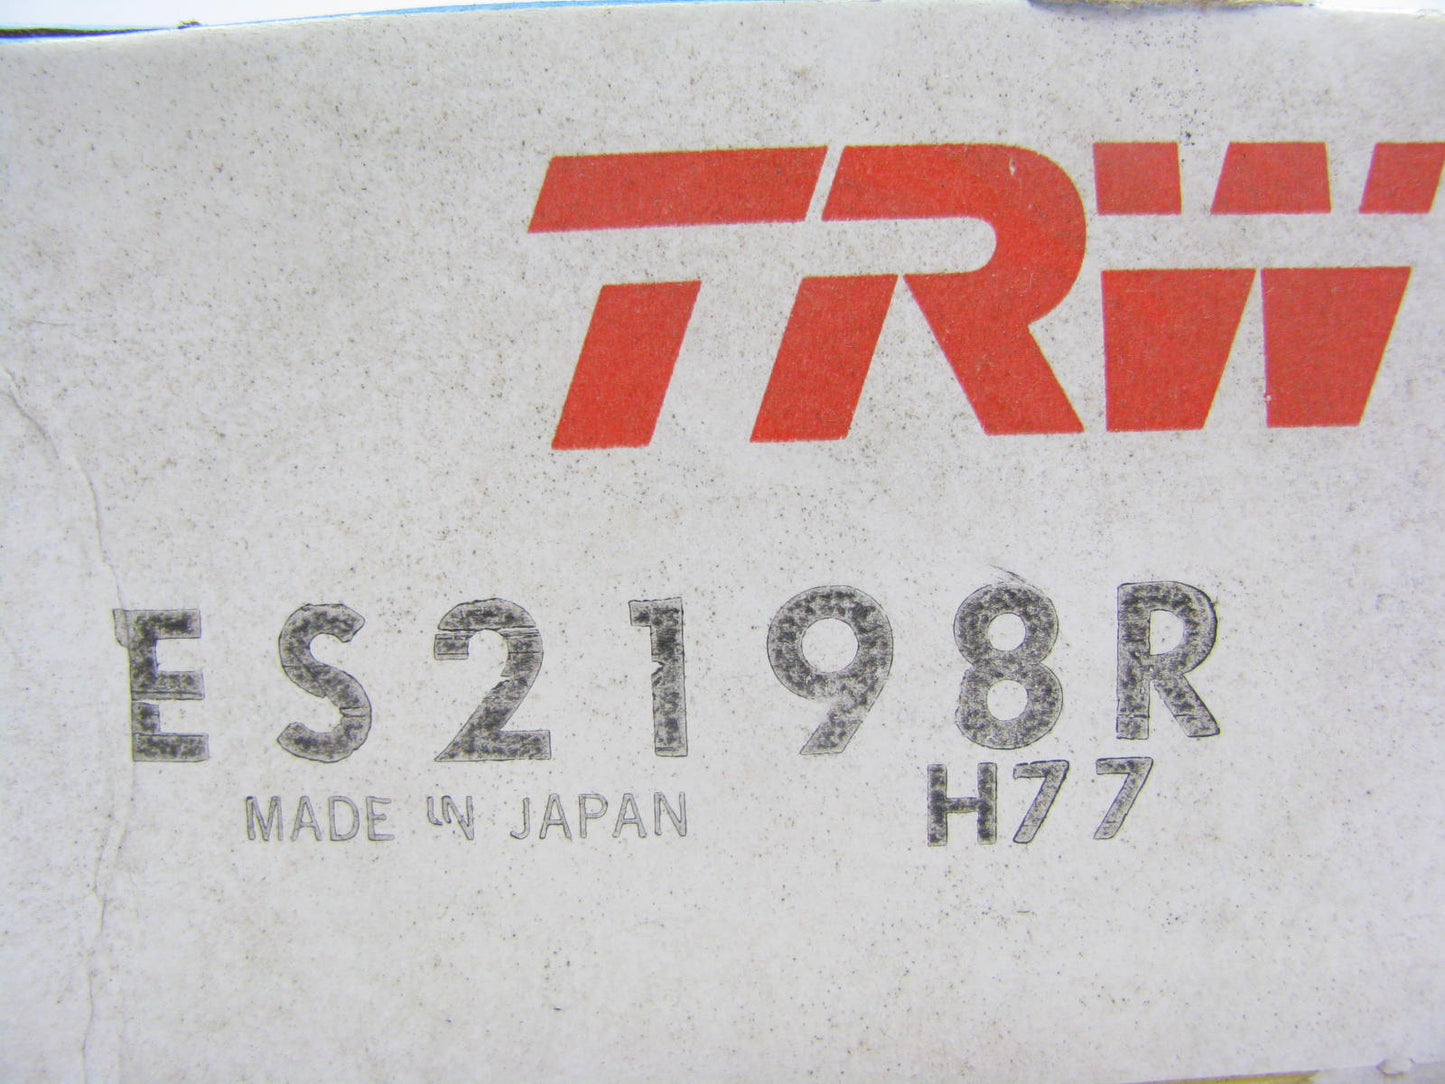 TRW
ES2198R
MADE IN JAPAN
H77